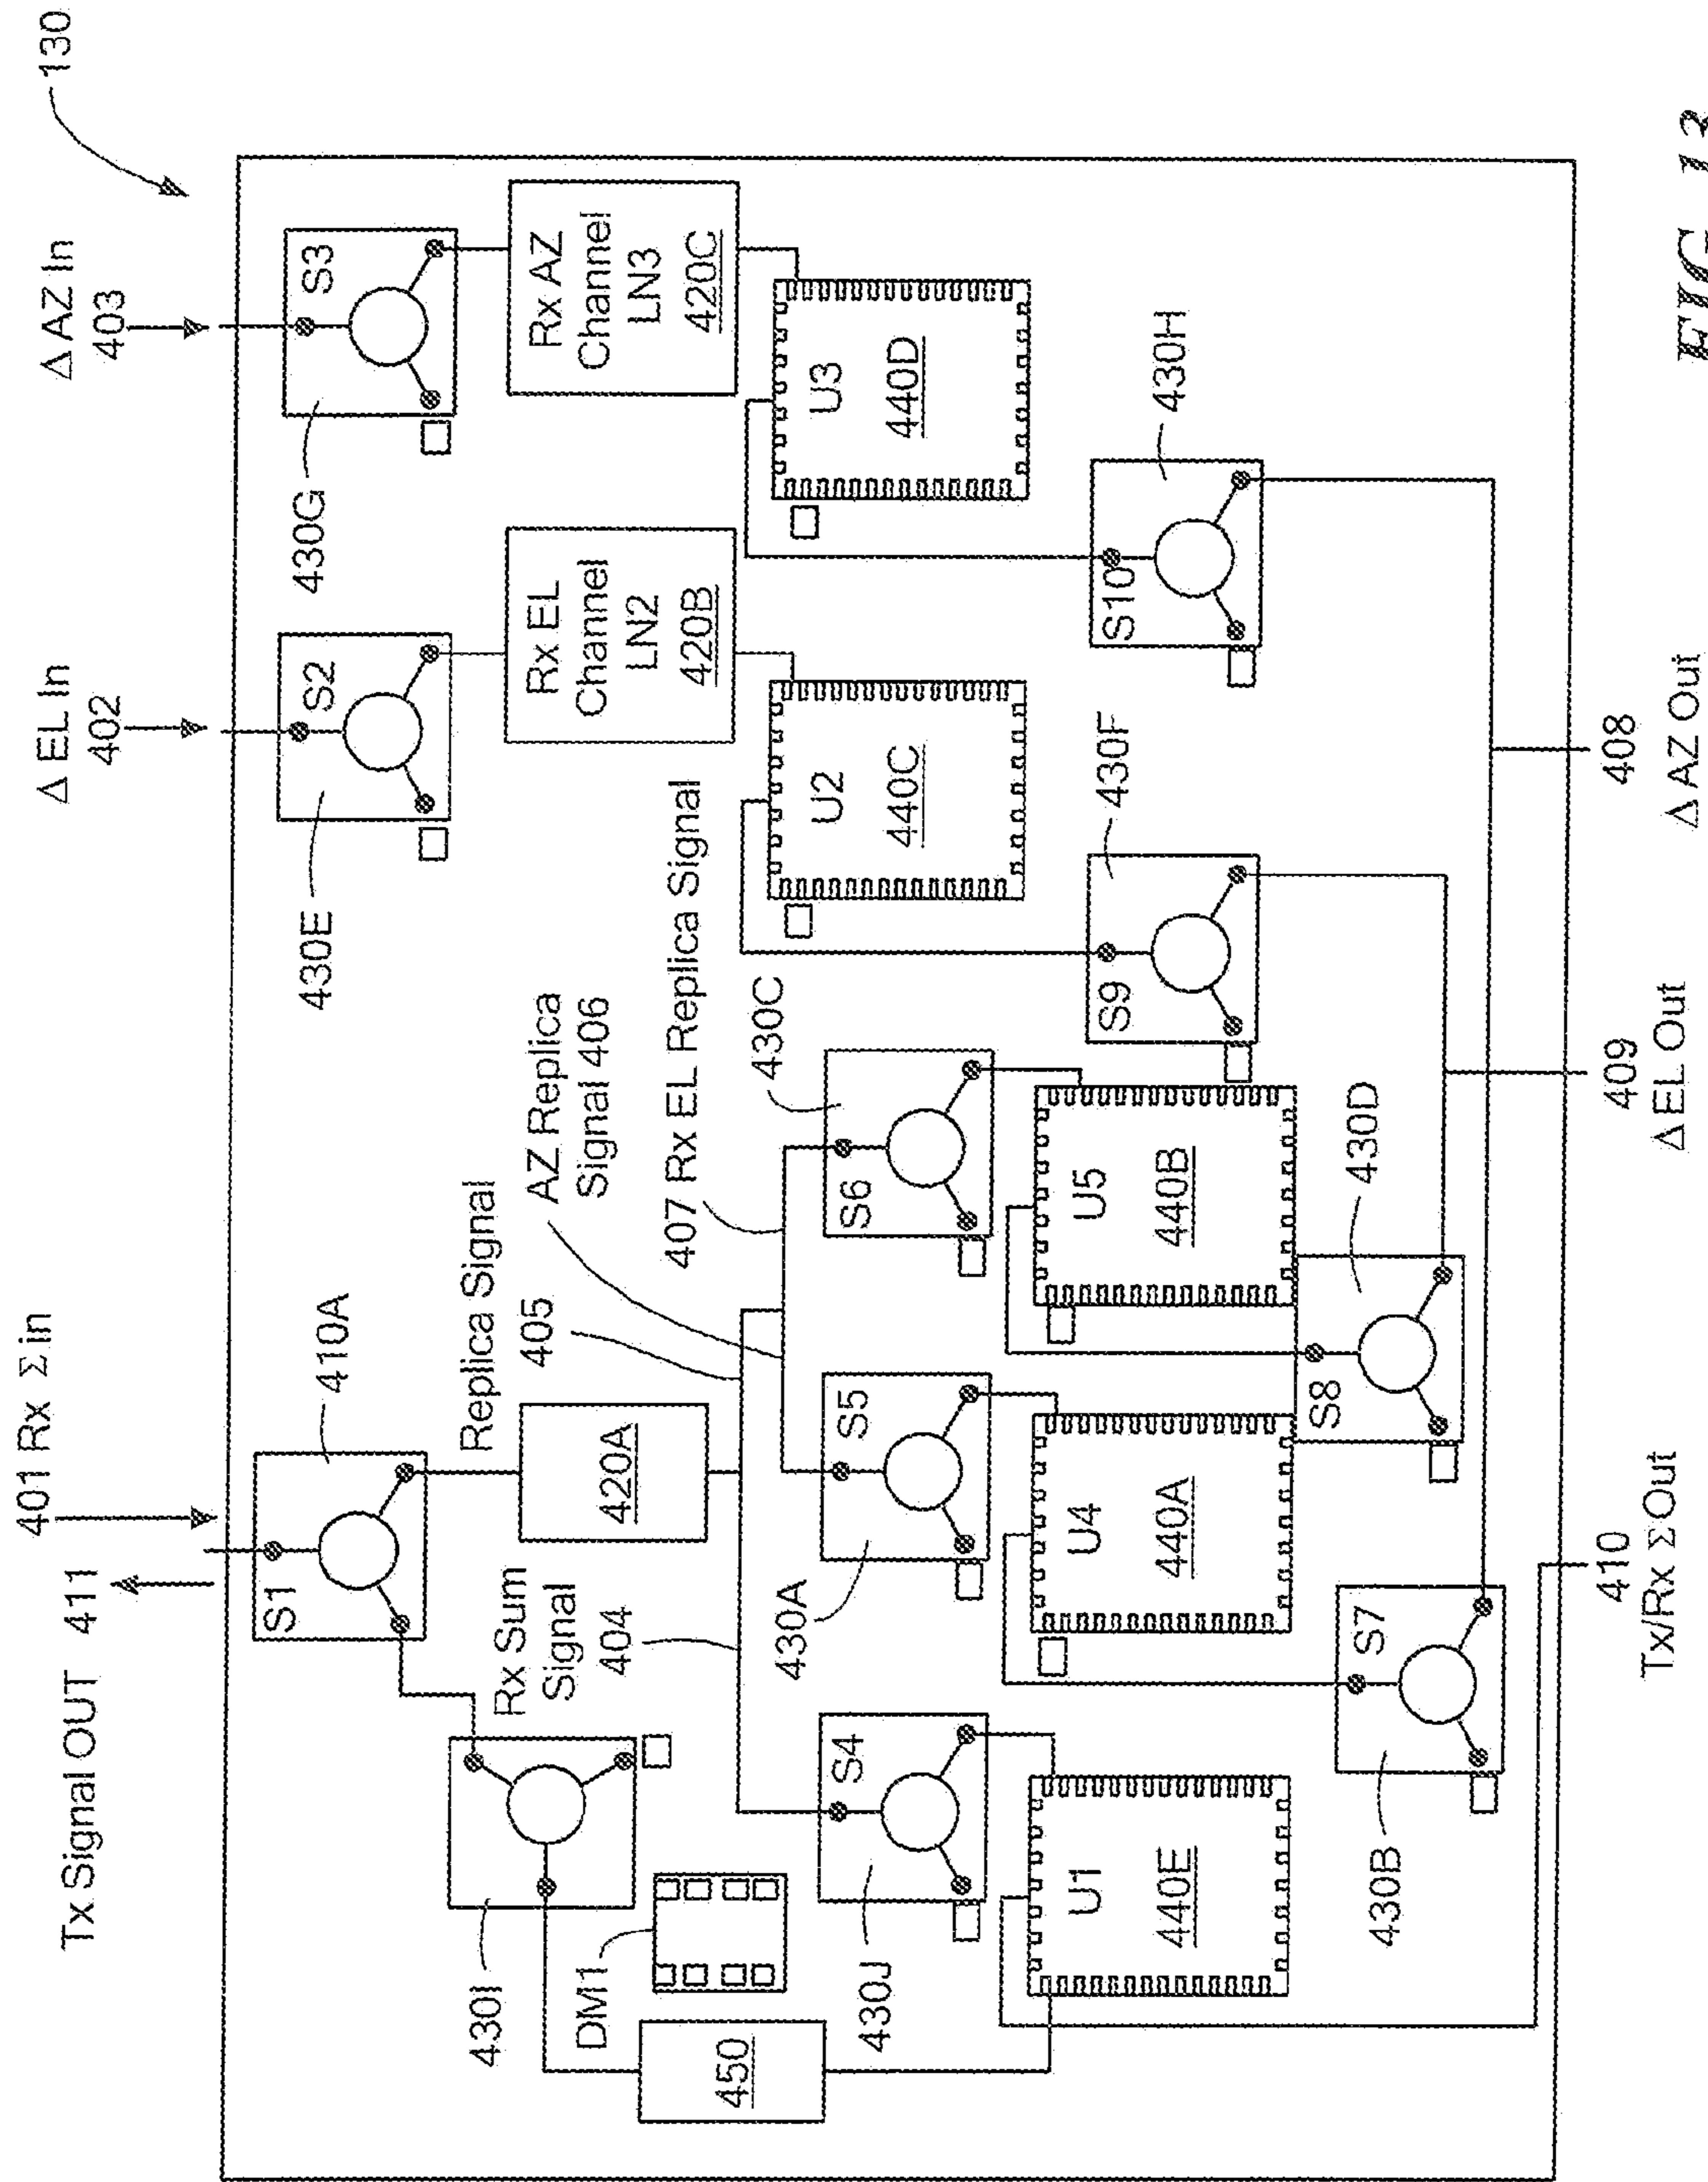 130
Tx Signal OUT 411
401 Rx Σ in
Δ EL In
402
Δ AZ In
403
S1
410A
S2
430E
S3
430G
430I
Rx Sum
Signal
404
420A
Replica Signal
405
AZ Replica
Signal 406
407 Rx EL Replica Signal
Rx EL
Channel
LN2
420B
Rx AZ
Channel
LN3
420C
DM1
450
430J
S4
430A
S5
S6
430C
U2
440C
U3
440D
U1
440E
U4
440A
U5
440B
S9
430F
S10
430H
430B
S7
S8
430D
410
Tx/Rx Σ Out
409
Δ EL Out
408
Δ AZ Out
FIG. 13